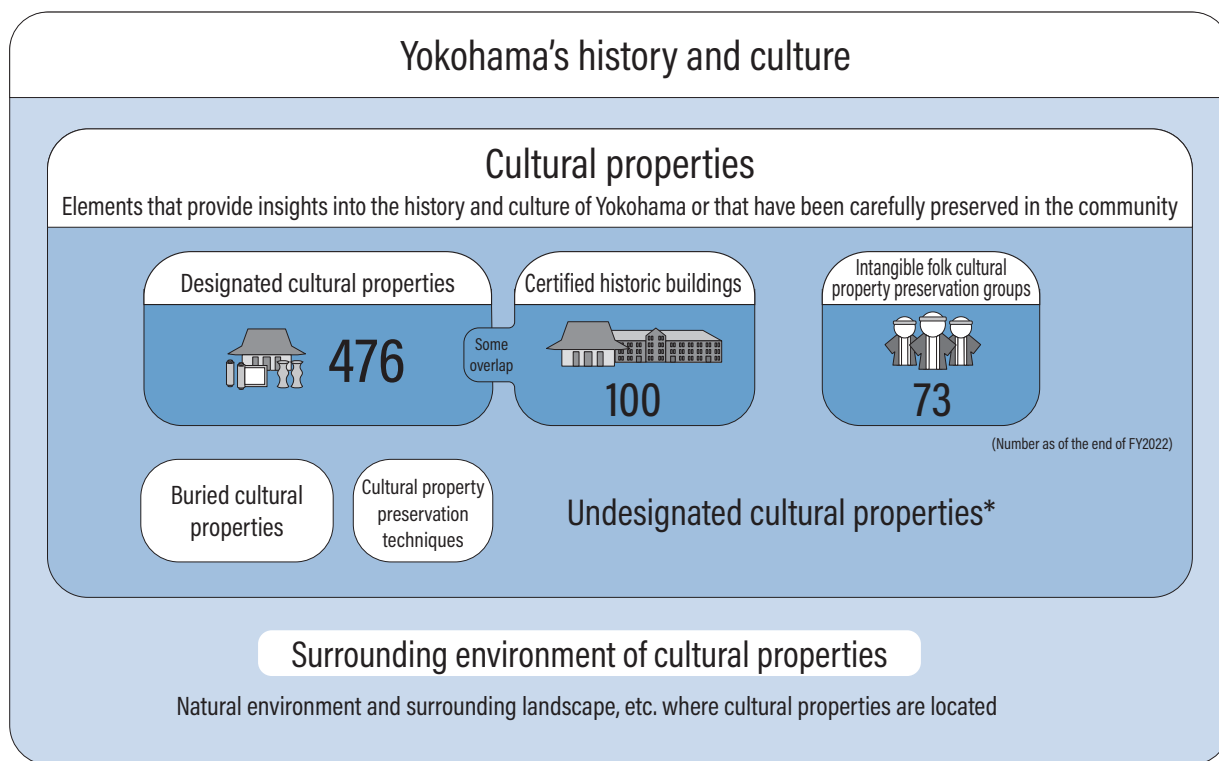 Yokohama’s history and culture
Cultural properties
Elements that provide insights into the history and culture of Yokohama or that have been carefully preserved in the community
Designated cultural properties
476
Some
overlap
Certified historic buildings
100
Intangible folk cultural
property preservation groups
73
(Number as of the end of FY2022)
Buried cultural
properties
Cultural property
preservation
techniques
Undesignated cultural properties*
Surrounding environment of cultural properties
Natural environment and surrounding landscape, etc. where cultural properties are located